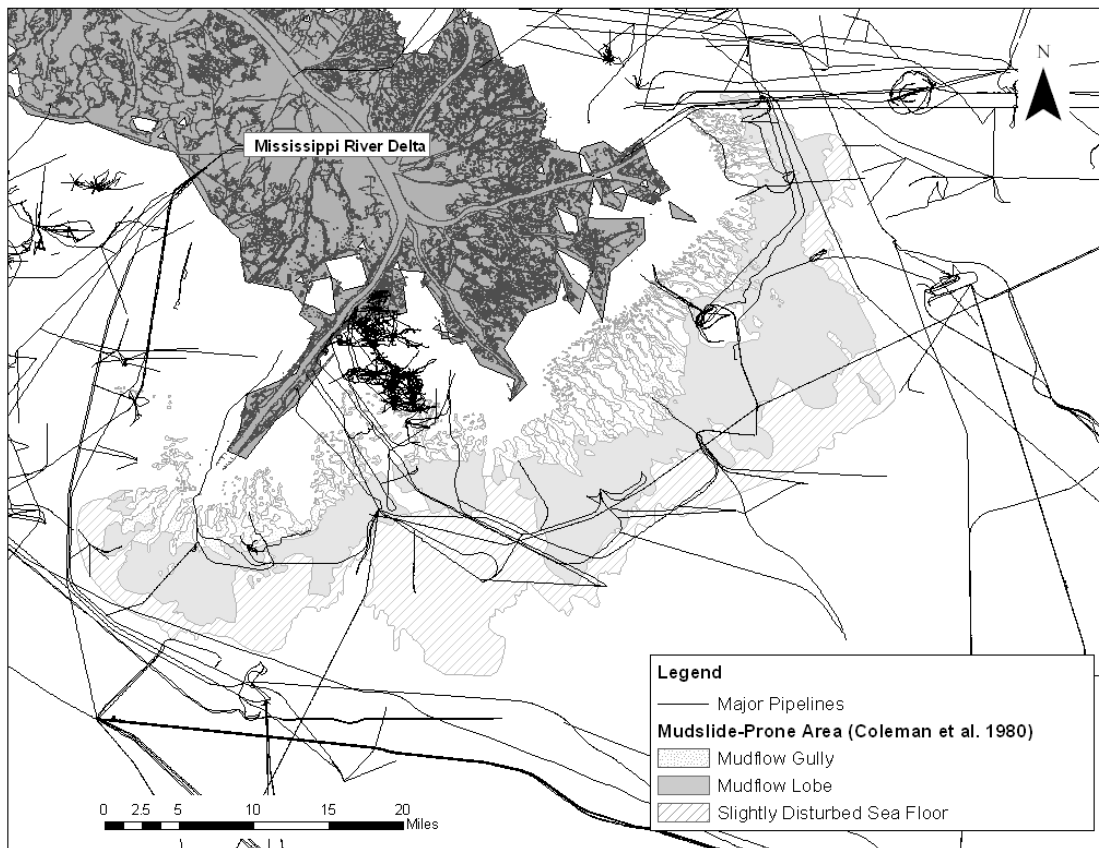 N
Mississippi River Delta
Legend
Major Pipelines
Mudslide-Prone Area (Coleman et al. 1980)
Mudflow Gully
Mudflow Lobe
Slightly Disturbed Sea Floor
0 2.5 5 10 15 20
Miles